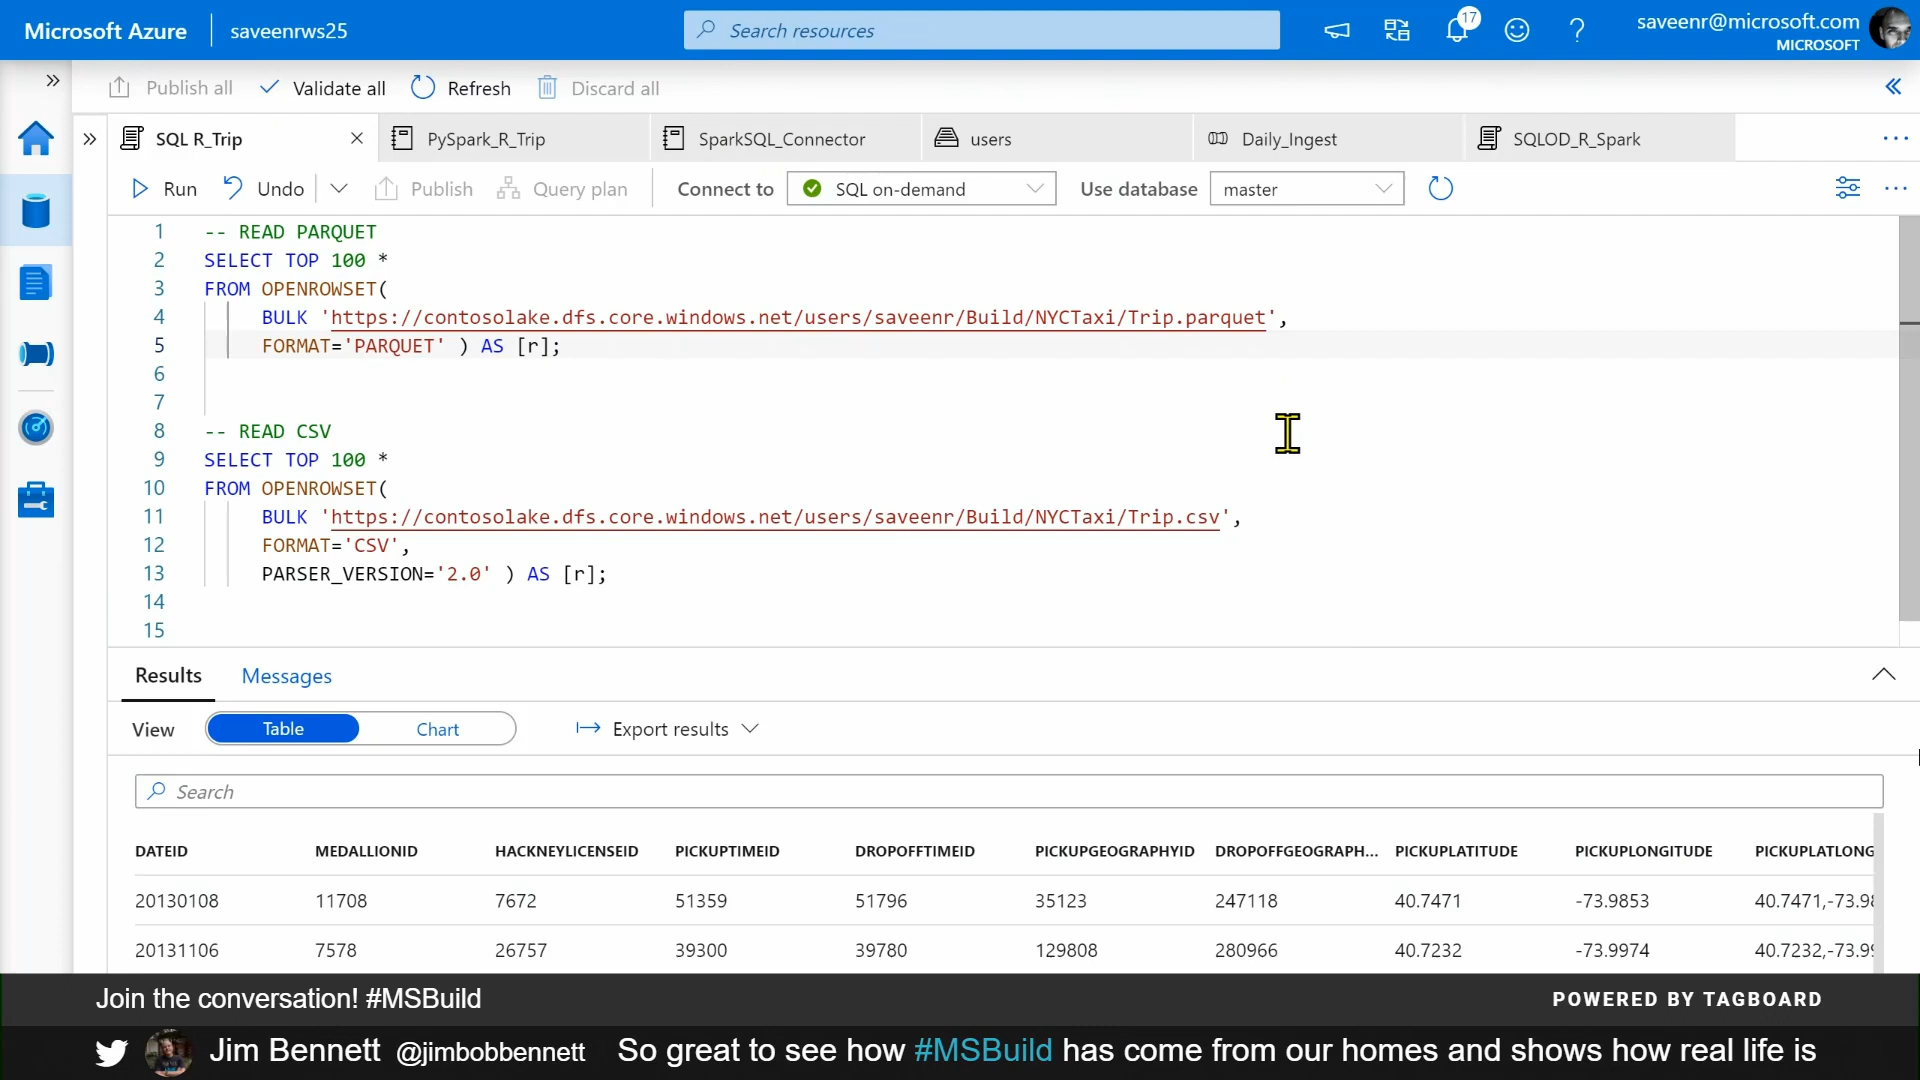 Microsoft Azure saveenrws25 Search resources 17 saveenr@microsoft.com
MICROSOFT
Publish all Validate all Refresh Discard all
SQL R_Trip PySpark_R_Trip SparkSQL_Connector users Daily_Ingest SQLOD_R_Spark
Run Undo Publish Query plan Connect to SQL on-demand Use database master
1 -- READ PARQUET
2 SELECT TOP 100 *
3 FROM OPENROWSET(
4 BULK 'https://contosolake.dfs.core.windows.net/users/saveenr/Build/NYCTaxi/Trip.parquet',
5 FORMAT='PARQUET' ) AS [r];
6
7
8 -- READ CSV
9 SELECT TOP 100 *
10 FROM OPENROWSET(
11 BULK 'https://contosolake.dfs.core.windows.net/users/saveenr/Build/NYCTaxi/Trip.csv',
12 FORMAT='CSV',
13 PARSER_VERSION='2.0' ) AS [r];
14
15
Results Messages
View Table Chart Export results
Search
DATEID MEDALLIONID HACKNEYLICENSEID PICKUPTIMEID DROPOFFTIMEID PICKUPGEOGRAPHYID DROPOFFGEOGRAPH... PICKUPLATITUDE PICKUPLONGITUDE PICKUPLATLONG
20130108 11708 7672 51359 51796 35123 247118 40.7471 -73.9853 40.7471,-73.98
20131106 7578 26757 39300 39780 129808 280966 40.7232 -73.9974 40.7232,-73.99
Join the conversation! #MSBuild POWERED BY TAGBOARD
Jim Bennett @jimbobbennett So great to see how #MSBuild has come from our homes and shows how real life is